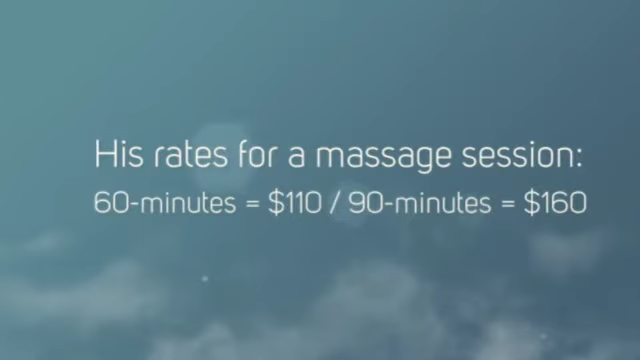 His rates for a massage session:
60-minutes = $110 / 90-minutes = $160